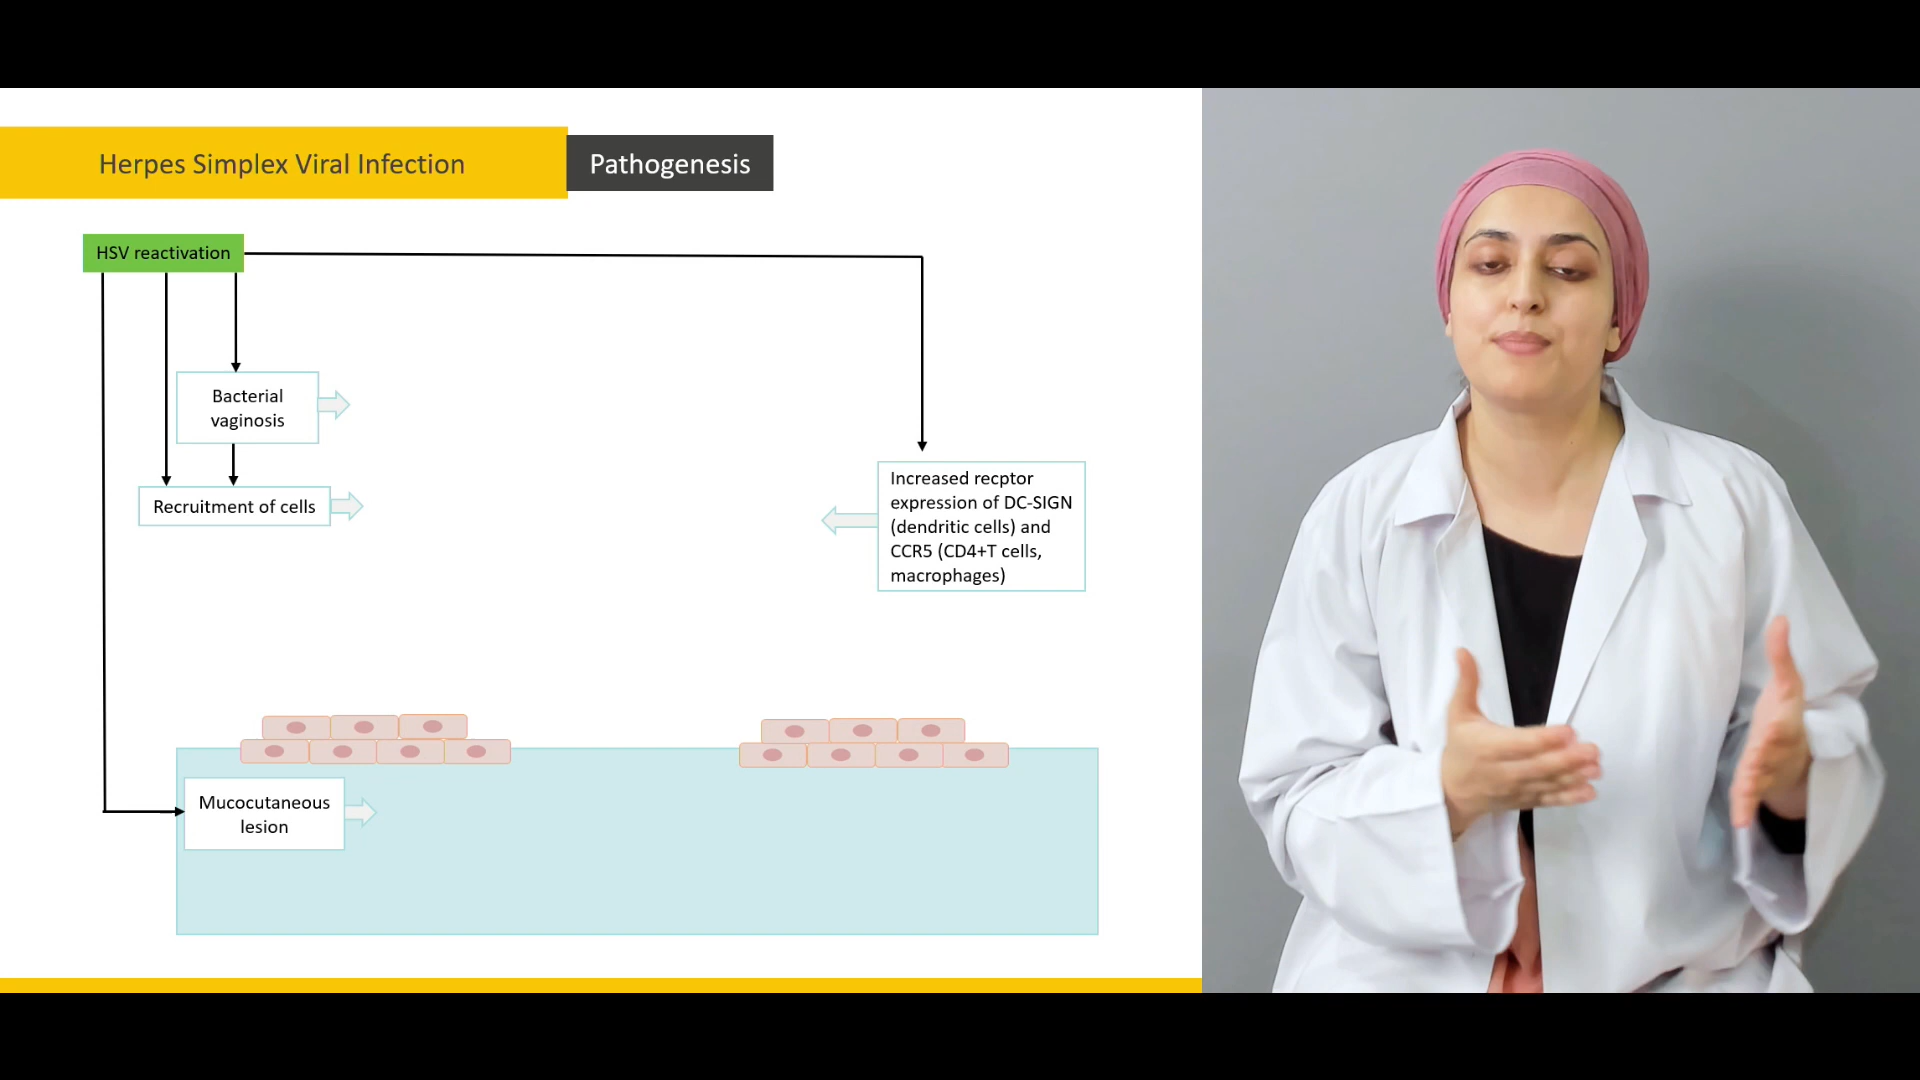 Herpes Simplex Viral Infection
Pathogenesis
HSV reactivation
Bacterial
vaginosis
Recruitment of cells
Increased recptor
expression of DC-SIGN
(dendritic cells) and
CCR5 (CD4+T cells,
macrophages)
Mucocutaneous
lesion